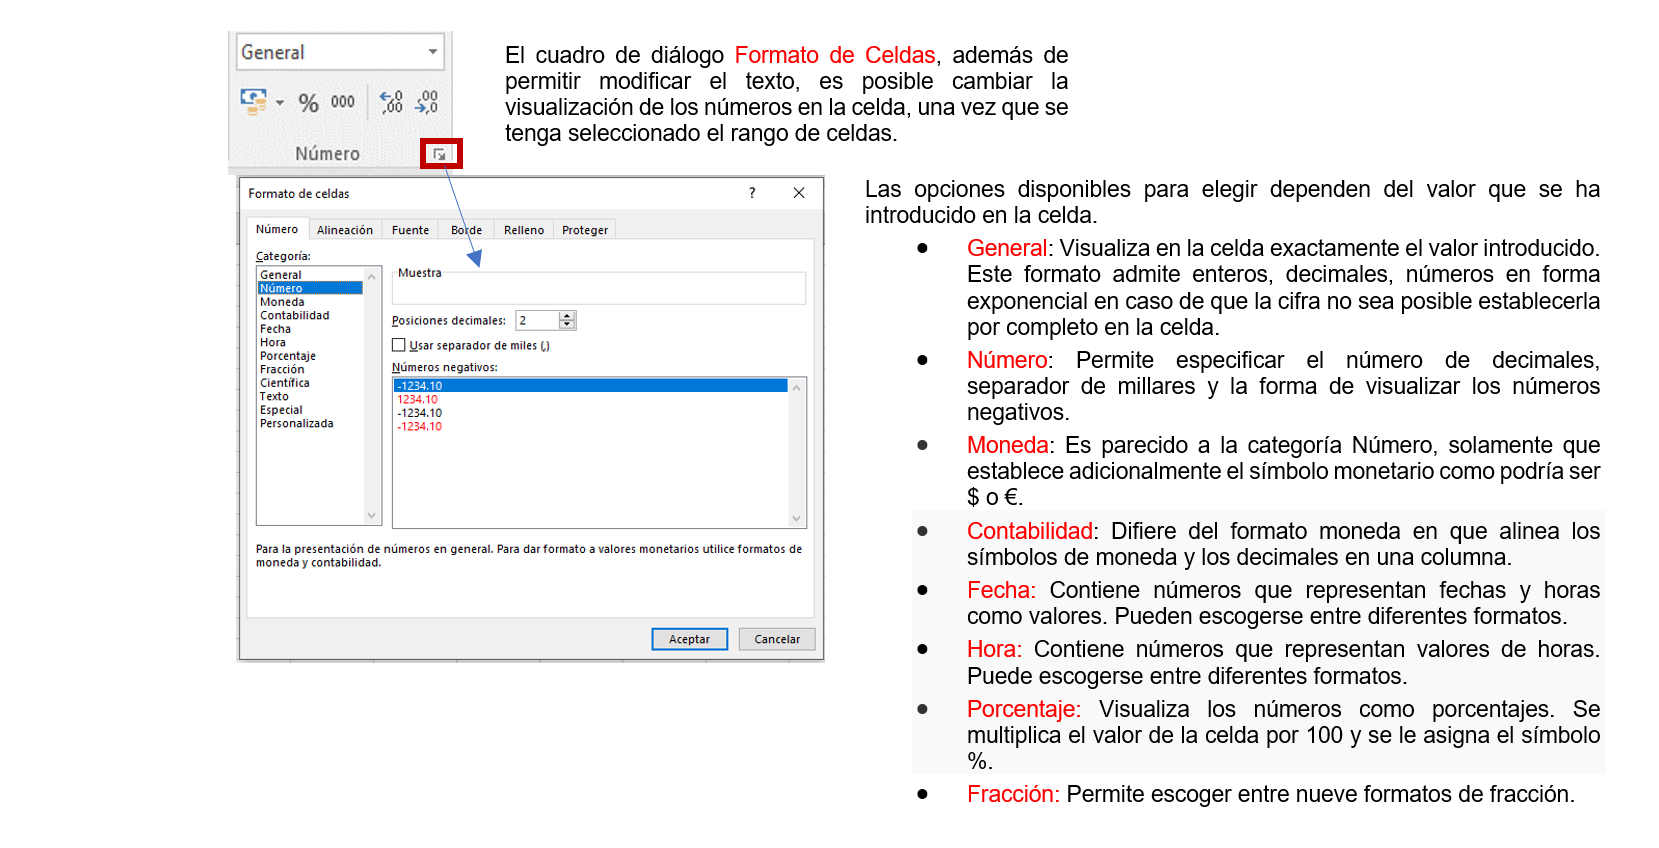 General
% 000 ←,0 ,00 ,00 →,0
Número
El cuadro de diálogo Formato de Celdas, además de
permitir modificar el texto, es posible cambiar la
visualización de los números en la celda, una vez que se
tenga seleccionado el rango de celdas.
Formato de celdas ? ×
Número Alineación Fuente Borde Relleno Proteger
Categoría:
General
Número
Moneda
Contabilidad
Fecha
Hora
Porcentaje
Fracción
Científica
Texto
Especial
Personalizada
Muestra
Posiciones decimales: 2
Usar separador de miles (,)
Números negativos:
-1234.10
1234.10
-1234.10
-1234.10
Para la presentación de números en general. Para dar formato a valores monetarios utilice formatos de
moneda y contabilidad.
Aceptar Cancelar
Las opciones disponibles para elegir dependen del valor que se ha
introducido en la celda.
● General: Visualiza en la celda exactamente el valor introducido.
Este formato admite enteros, decimales, números en forma
exponencial en caso de que la cifra no sea posible establecerla
por completo en la celda.
● Número: Permite especificar el número de decimales,
separador de millares y la forma de visualizar los números
negativos.
● Moneda: Es parecido a la categoría Número, solamente que
establece adicionalmente el símbolo monetario como podría ser
$ o €.
● Contabilidad: Difiere del formato moneda en que alinea los
símbolos de moneda y los decimales en una columna.
● Fecha: Contiene números que representan fechas y horas
como valores. Pueden escogerse entre diferentes formatos.
● Hora: Contiene números que representan valores de horas.
Puede escogerse entre diferentes formatos.
● Porcentaje: Visualiza los números como porcentajes. Se
multiplica el valor de la celda por 100 y se le asigna el símbolo
%.
● Fracción: Permite escoger entre nueve formatos de fracción.